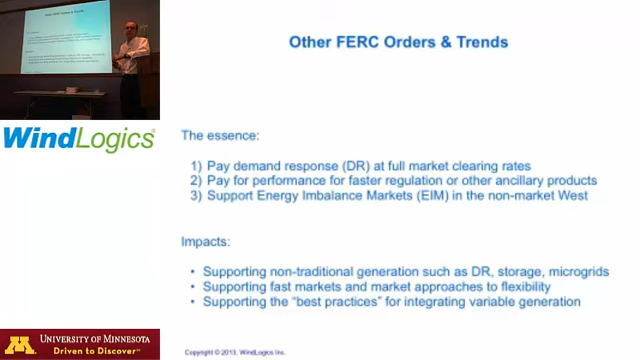 Other FERC Orders & Trends
The essence:
1) Pay demand response (DR) at full market clearing rates
2) Pay for performance for faster regulation or other ancillary products
3) Support Energy Imbalance Markets (EIM) in the non-market West
Impacts:
• Supporting non-traditional generation such as DR, storage, microgrids
• Supporting fast markets and market approaches to flexibility
• Supporting the “best practices” for integrating variable generation
Copyright © 2013, WindLogics Inc.
WindLogics®
UNIVERSITY OF MINNESOTA
Driven to Discover℠